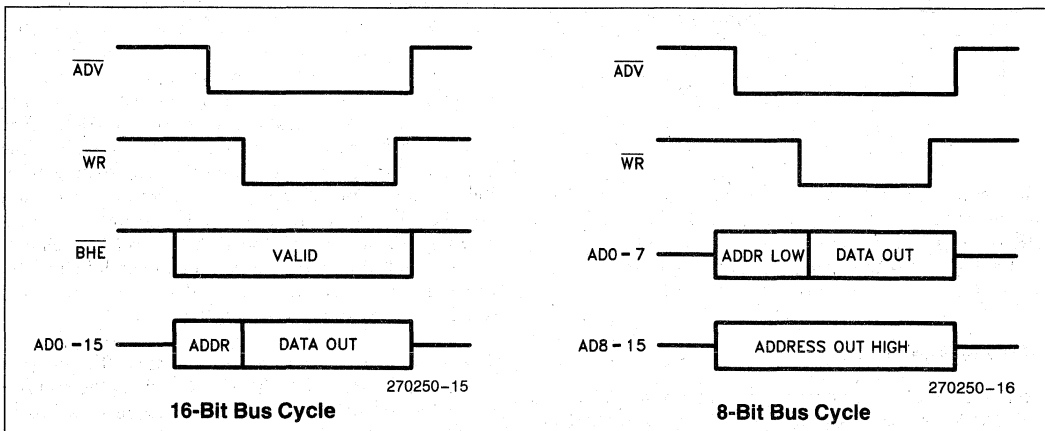 ADV
WR
BHE
VALID
AD0 -15
ADDR
DATA OUT
270250-15
16-Bit Bus Cycle
ADV
WR
AD0 - 7
ADDR LOW
DATA OUT
AD8 - 15
ADDRESS OUT HIGH
270250-16
8-Bit Bus Cycle